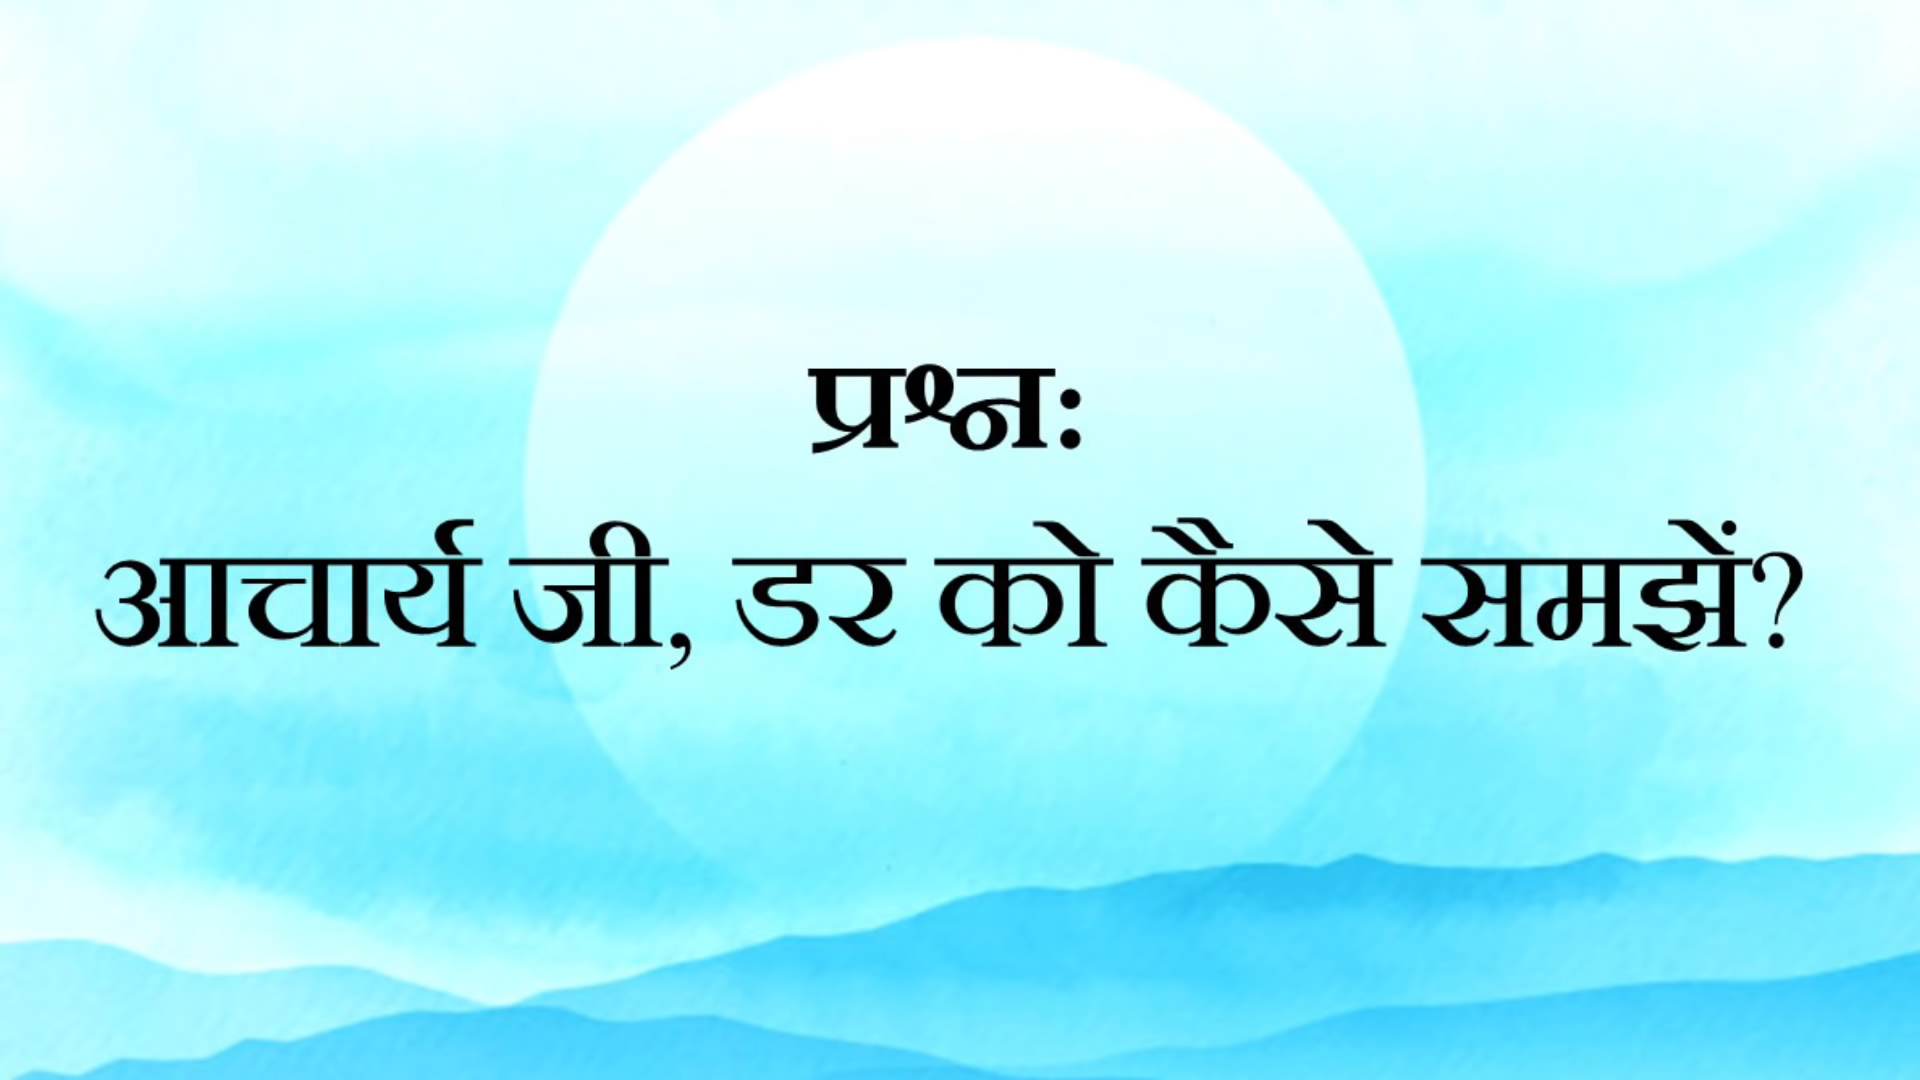 प्रश्न:
आचार्य जी, डर को कैसे समझें?